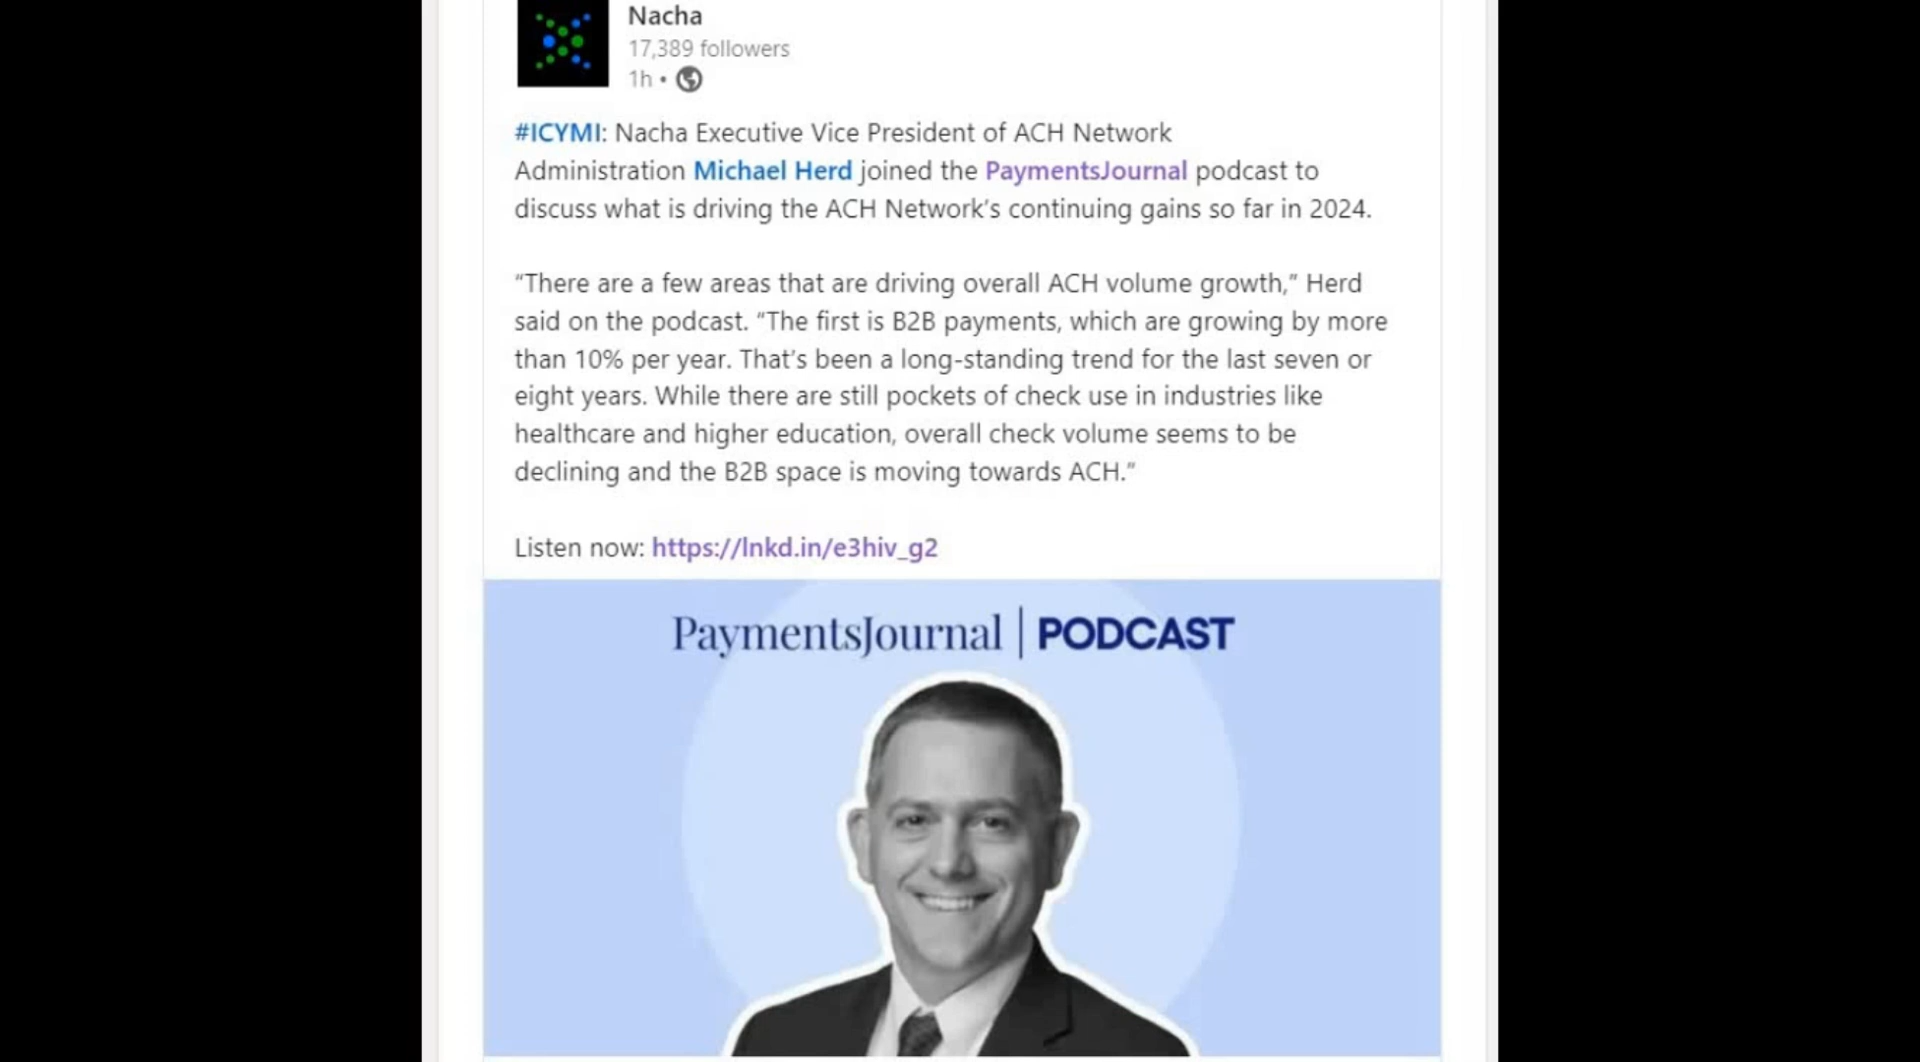 Nacha
17,389 followers
1h •
#ICYMI: Nacha Executive Vice President of ACH Network
Administration Michael Herd joined the PaymentsJournal podcast to
discuss what is driving the ACH Network’s continuing gains so far in 2024.
“There are a few areas that are driving overall ACH volume growth,” Herd
said on the podcast. “The first is B2B payments, which are growing by more
than 10% per year. That’s been a long-standing trend for the last seven or
eight years. While there are still pockets of check use in industries like
healthcare and higher education, overall check volume seems to be
declining and the B2B space is moving towards ACH.”
Listen now: https://lnkd.in/e3hiv_g2
PaymentsJournal | PODCAST